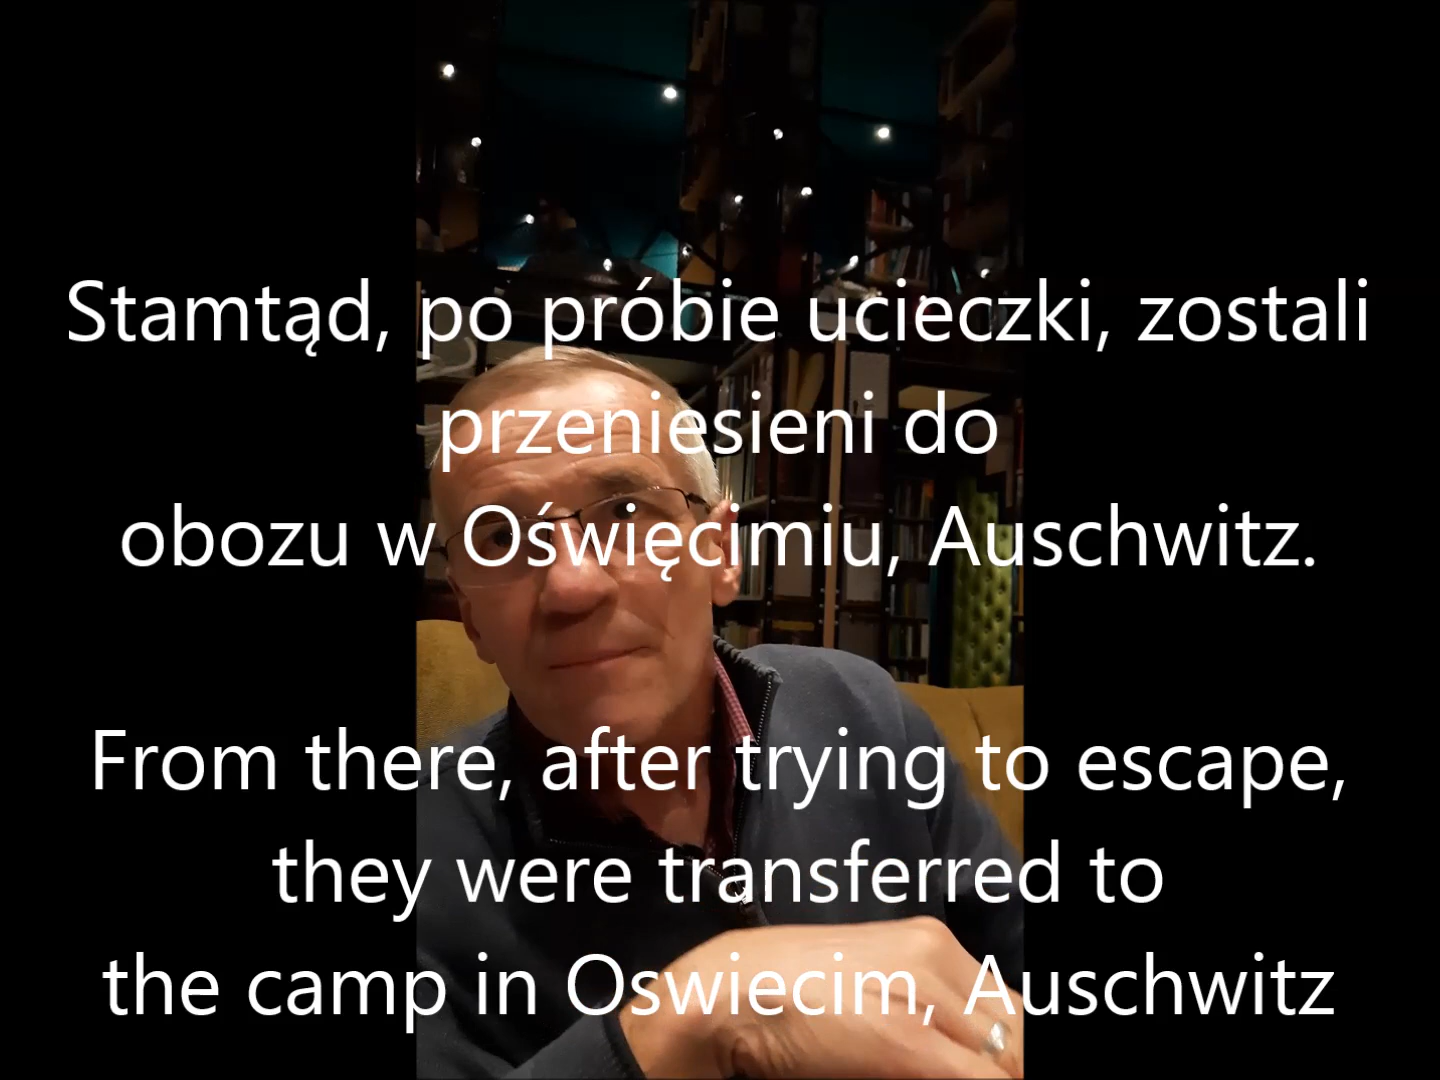 Stamtąd, po próbie ucieczki, zostali
przeniesieni do
obozu w Oświęcimiu, Auschwitz.
From there, after trying to escape,
they were transferred to
the camp in Oswiecim, Auschwitz